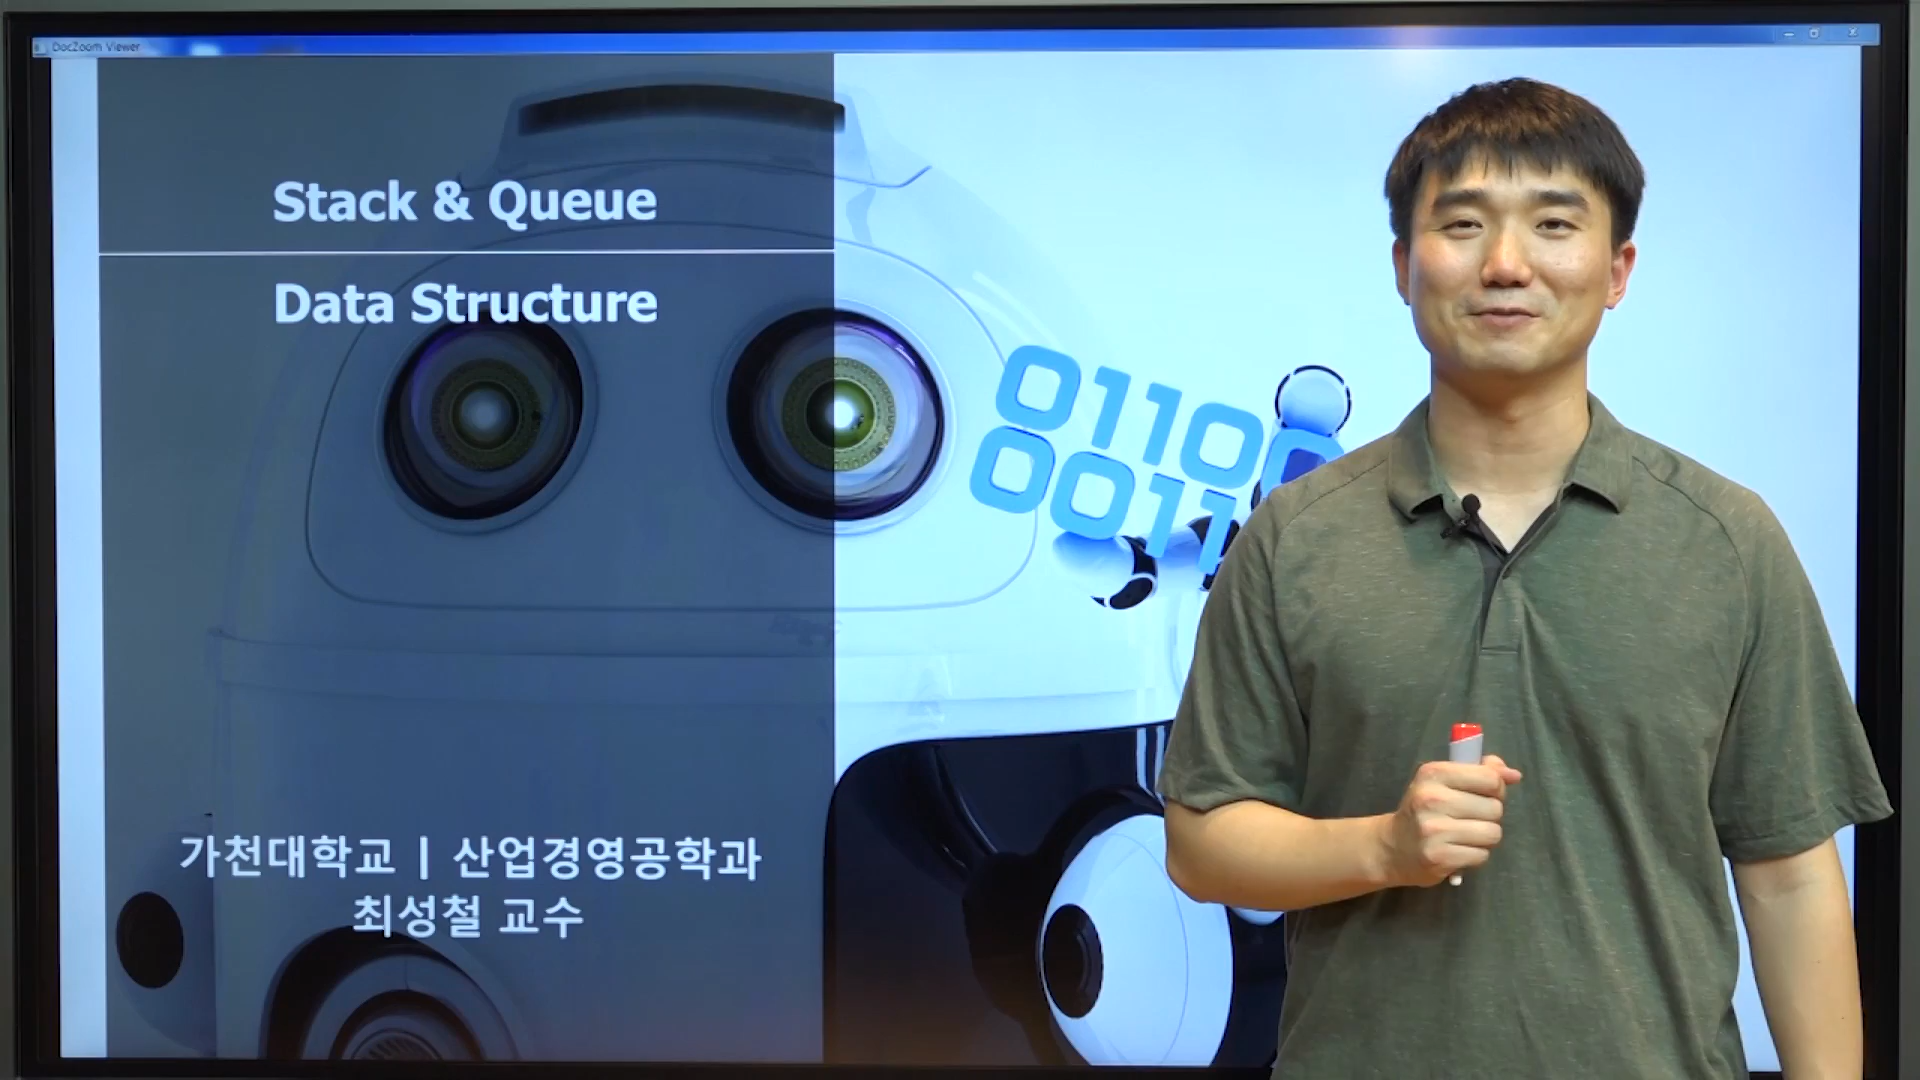 DocZoom Viewer
Stack & Queue
Data Structure
01100
0011
가천대학교 | 산업경영공학과
최성철 교수